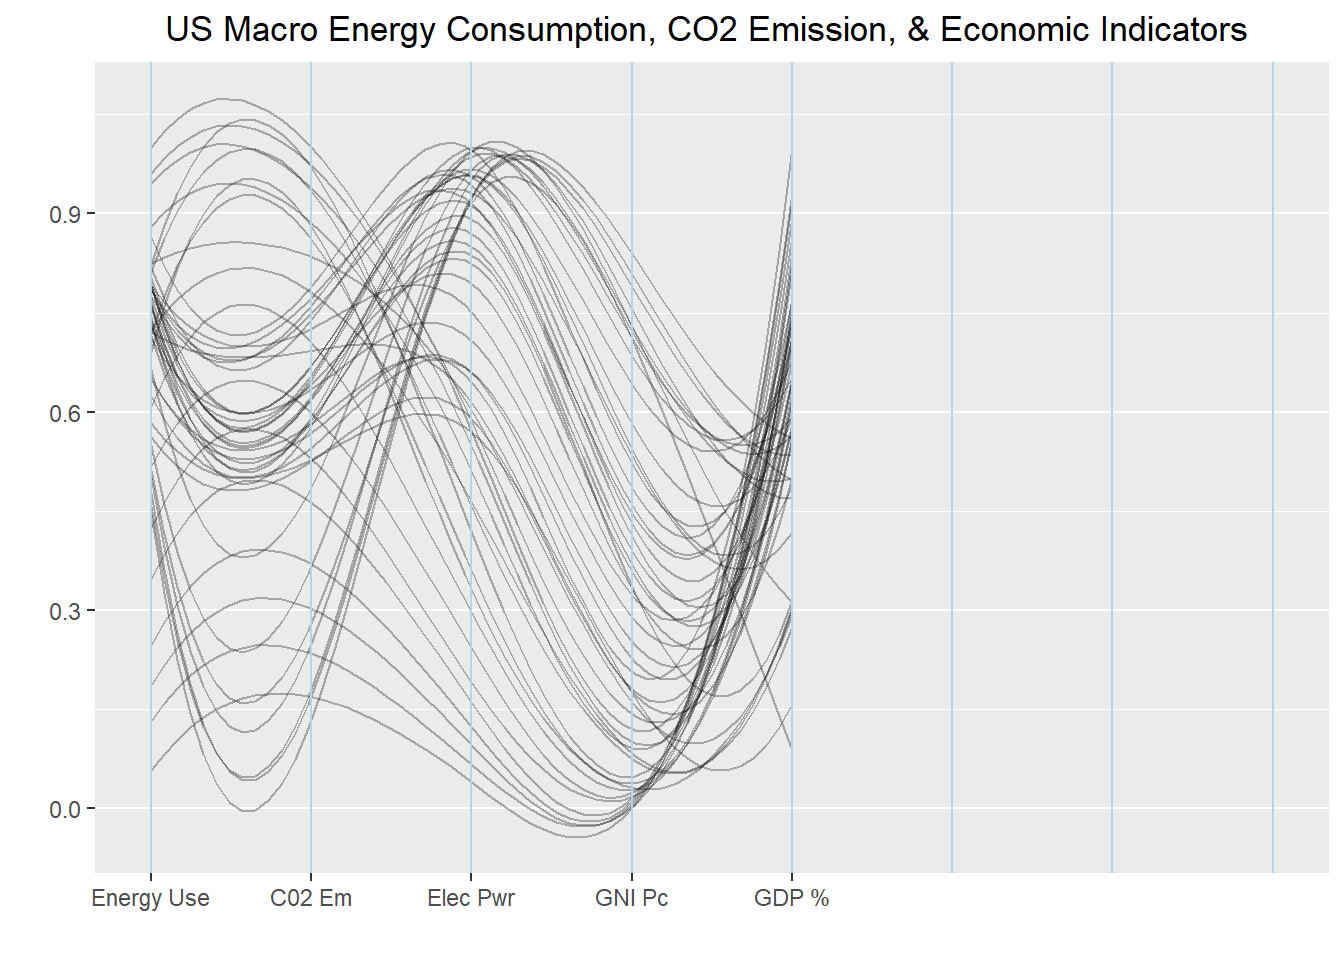 US Macro Energy Consumption, CO2 Emission, & Economic Indicators
0.9
0.6
0.3
0.0
Energy Use C02 Em Elec Pwr GNI Pc GDP %